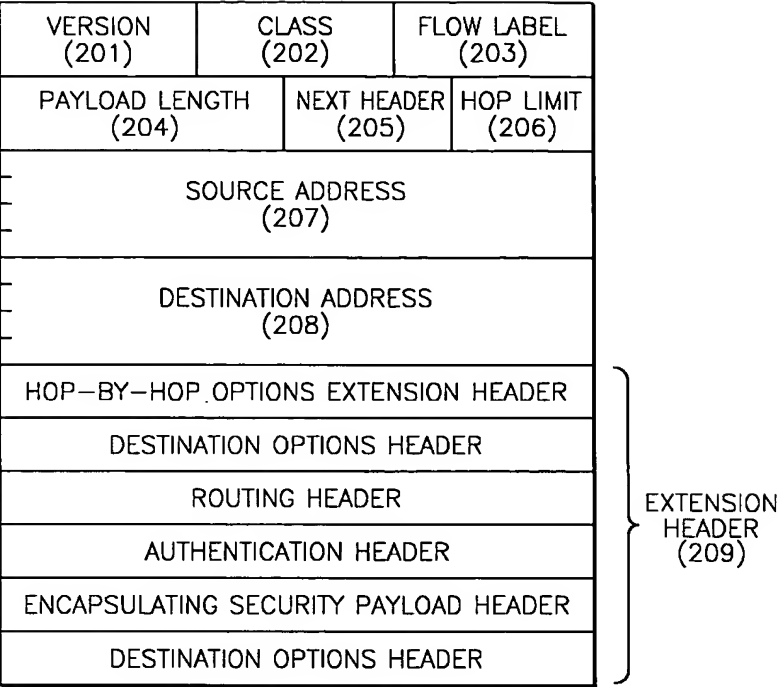 VERSION
(201)
CLASS
(202)
FLOW LABEL
(203)
PAYLOAD LENGTH
(204)
NEXT HEADER
(205)
HOP LIMIT
(206)
SOURCE ADDRESS
(207)
DESTINATION ADDRESS
(208)
HOP-BY-HOP OPTIONS EXTENSION HEADER
DESTINATION OPTIONS HEADER
ROUTING HEADER
AUTHENTICATION HEADER
ENCAPSULATING SECURITY PAYLOAD HEADER
DESTINATION OPTIONS HEADER
EXTENSION
HEADER
(209)